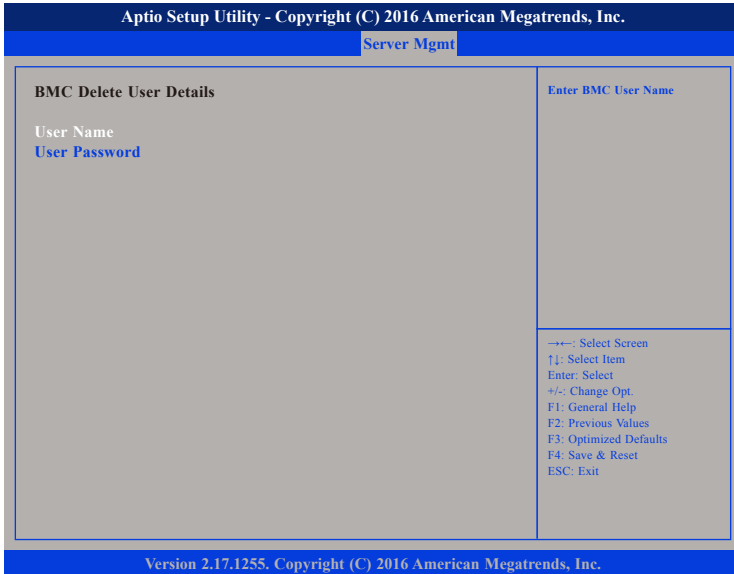 Aptio Setup Utility - Copyright (C) 2016 American Megatrends, Inc.
Server Mgmt
BMC Delete User Details
User Name
User Password
Enter BMC User Name
→←: Select Screen
↑↓: Select Item
Enter: Select
+/-: Change Opt.
F1: General Help
F2: Previous Values
F3: Optimized Defaults
F4: Save & Reset
ESC: Exit
Version 2.17.1255. Copyright (C) 2016 American Megatrends, Inc.